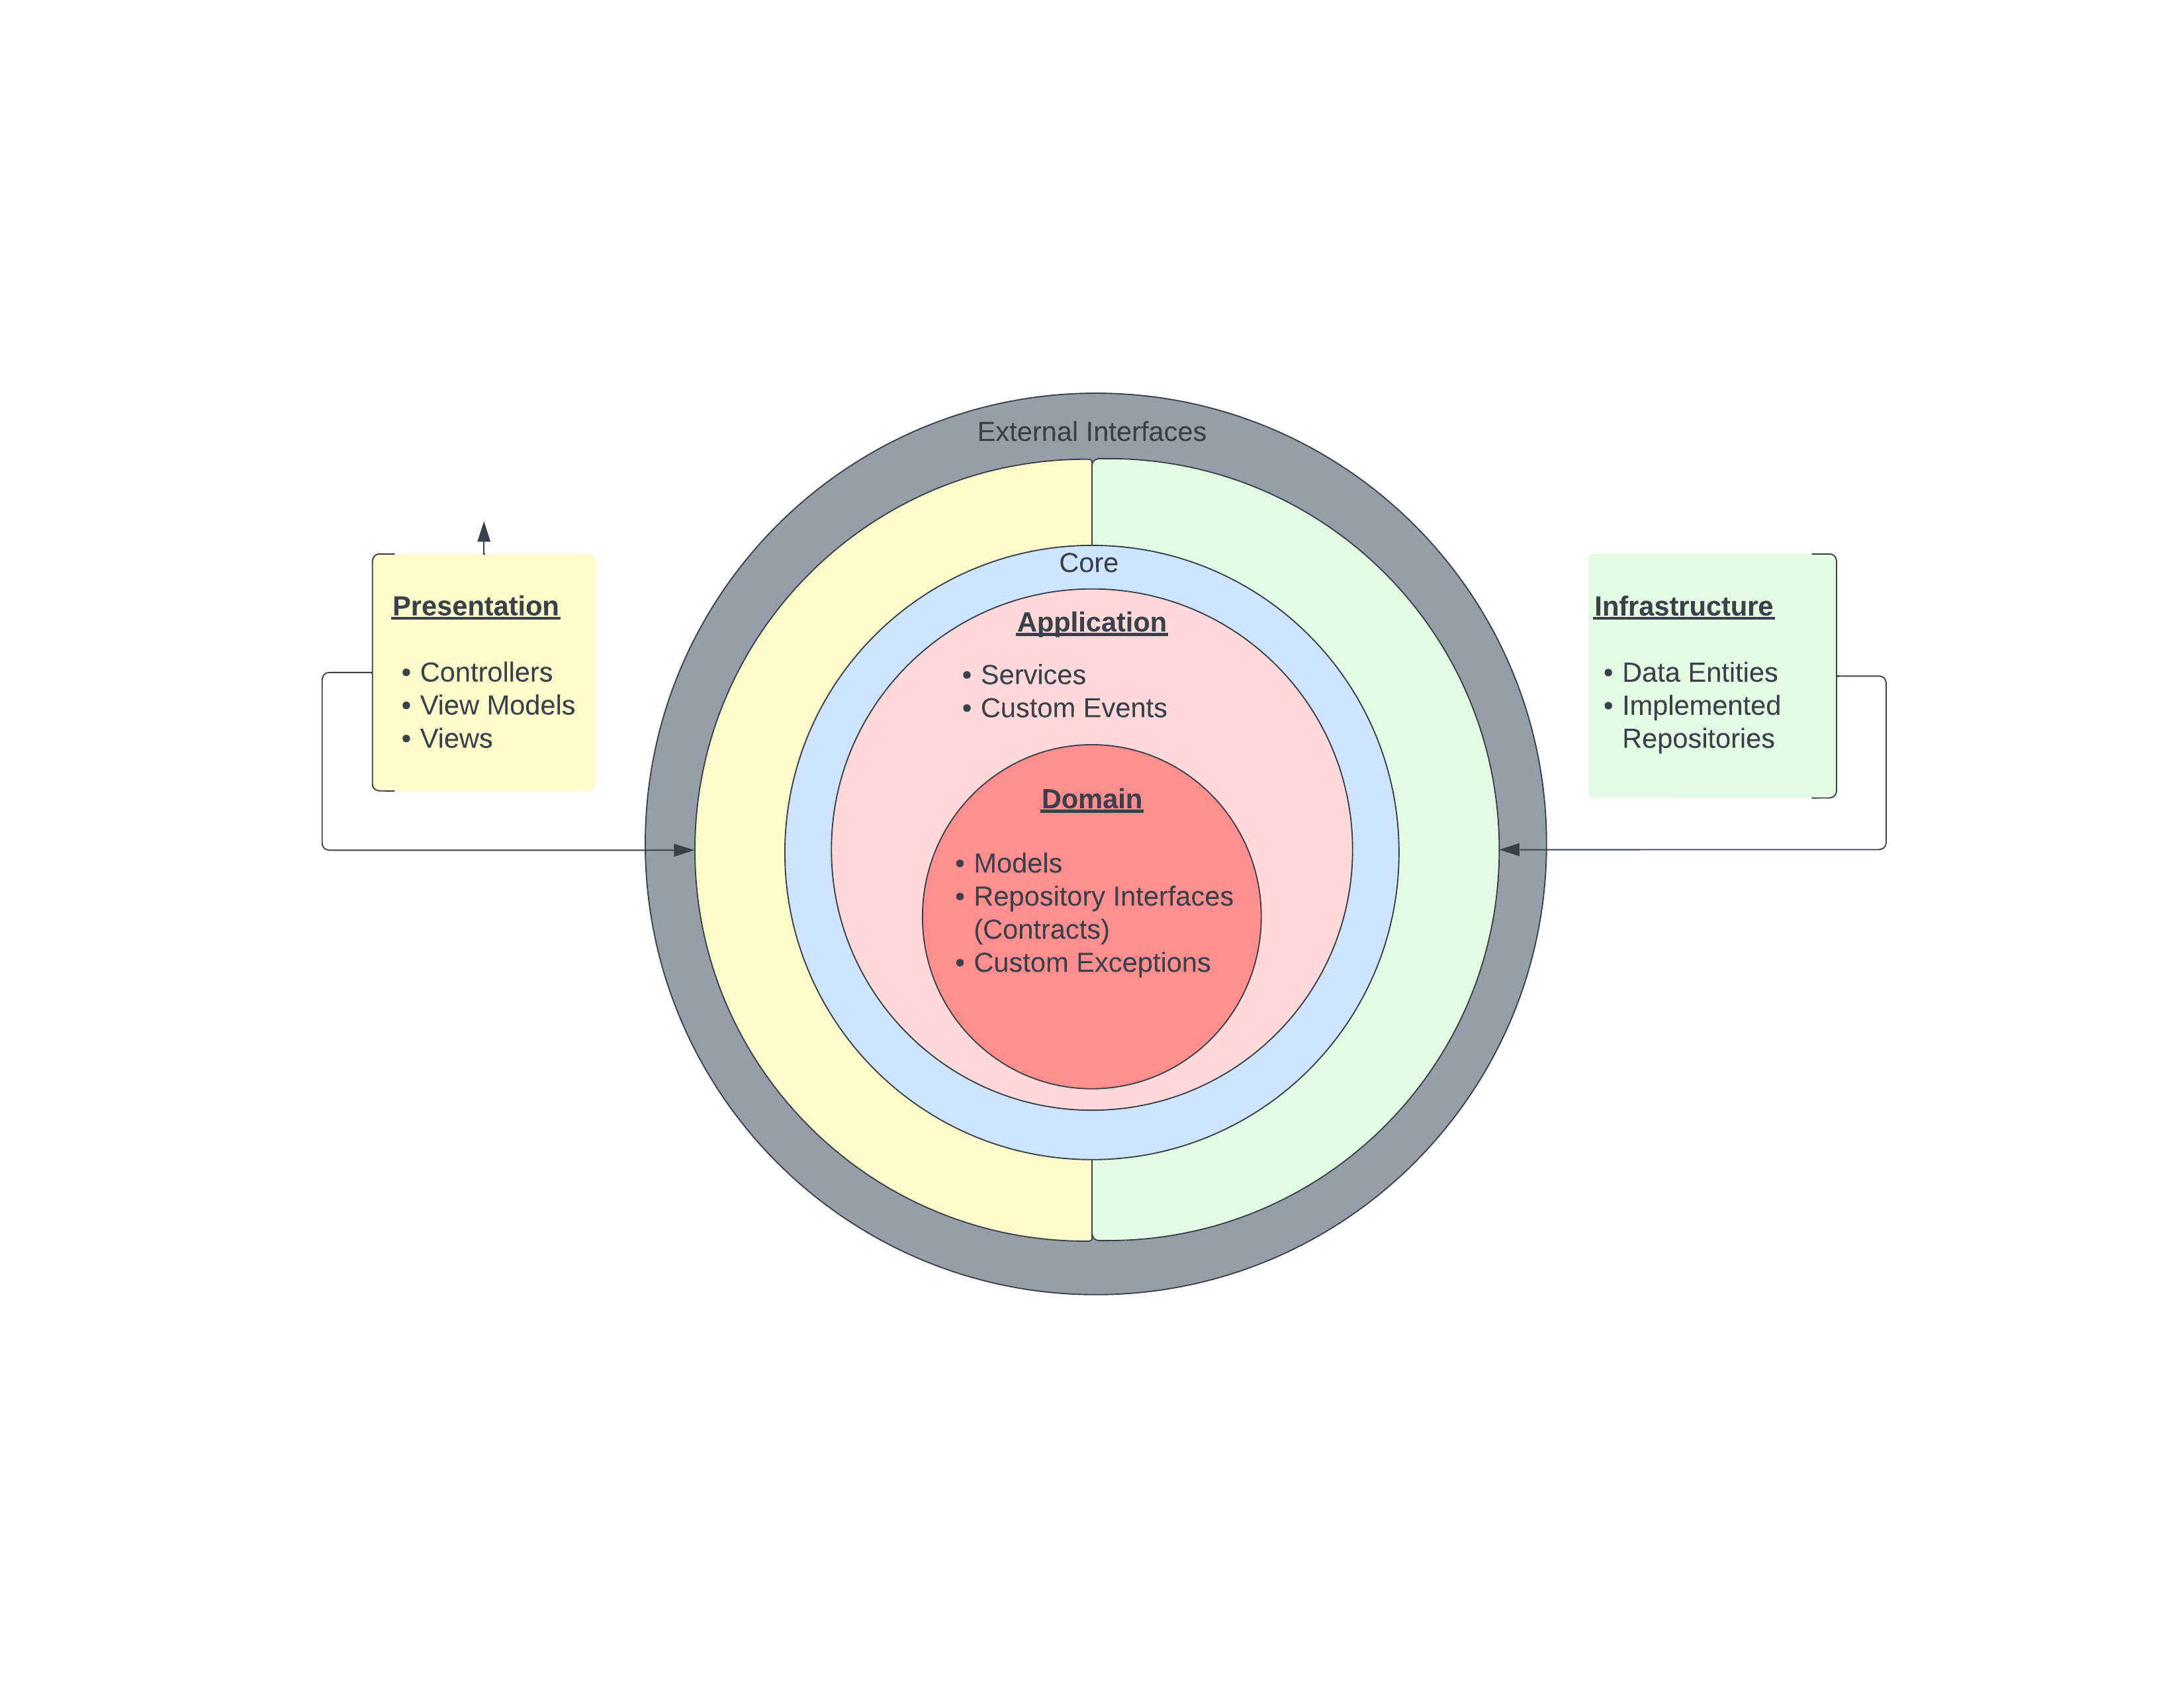 External Interfaces
Core
Presentation
• Controllers
• View Models
• Views
Application
• Services
• Custom Events
Domain
• Models
• Repository Interfaces
(Contracts)
• Custom Exceptions
Infrastructure
• Data Entities
• Implemented
Repositories